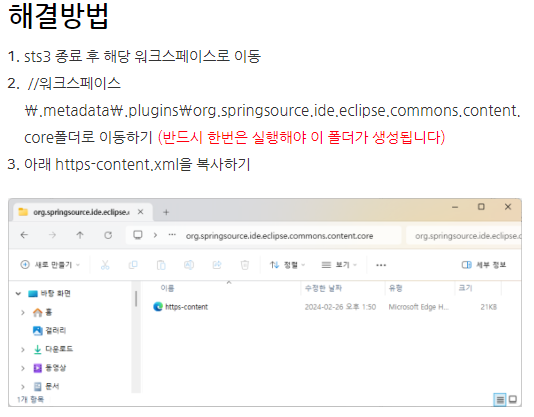 해결방법
1. sts3 종료 후 해당 워크스페이스로 이동
2. //워크스페이스
₩.metadata₩.plugins₩org.springsource.ide.eclipse.commons.content.
core폴더로 이동하기 (반드시 한번은 실행해야 이 폴더가 생성됩니다)
3. 아래 https-content.xml을 복사하기
org.springsource.ide.eclipse.
org.springsource.ide.eclipse.commons.content.core org.springsource.ide.eclipse.c
새로 만들기 정렬 보기 세부 정보
이름 수정한 날짜 유형 크기
바탕 화면
https-content 2024-02-26 오후 1:50 Microsoft Edge H... 21KB
홈
갤러리
다운로드
동영상
문서
1개 항목